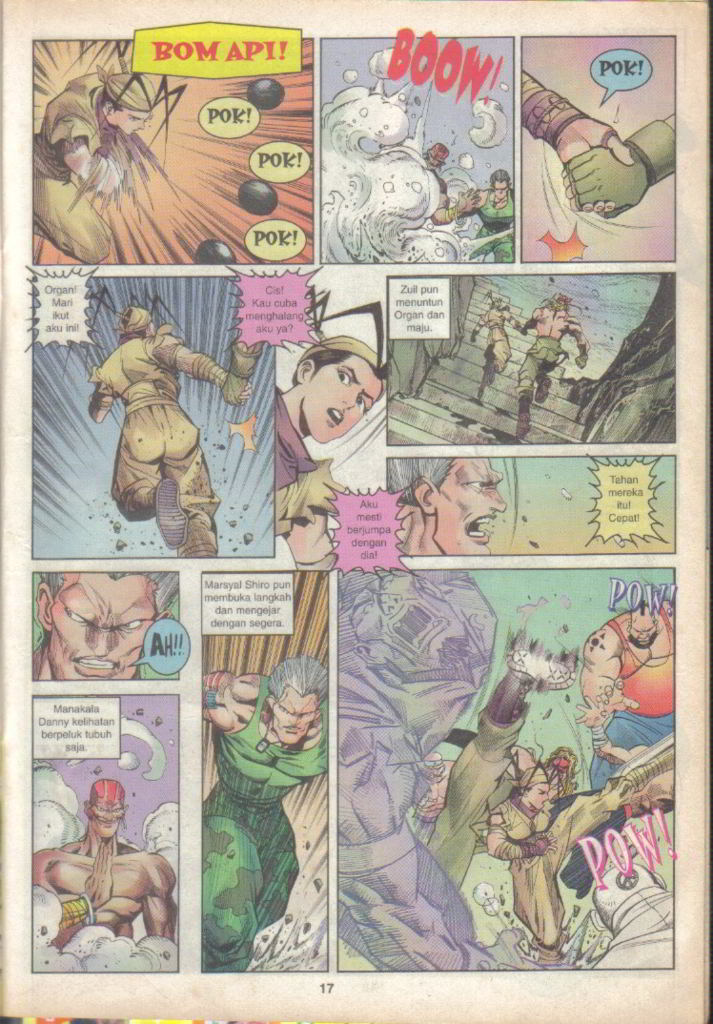 BOM API!
POK!
POK!
POK!
BOOW!
POK!
Organ!
Mari
ikut
aku ini!
Cis!
Kau cuba
menghalang
aku ya?
Zuil pun
menuntun
Organ dan
maju.
Aku
mesti
berjumpa
dengan
dia!
Tahan
mereka
itu!
Cepat!
AH!!
Manakala
Danny kelihatan
berpeluk tubuh
saja.
Marsyal Shiro pun
membuka langkah
dan mengejar
dengan segera.
POW!
POW!
17